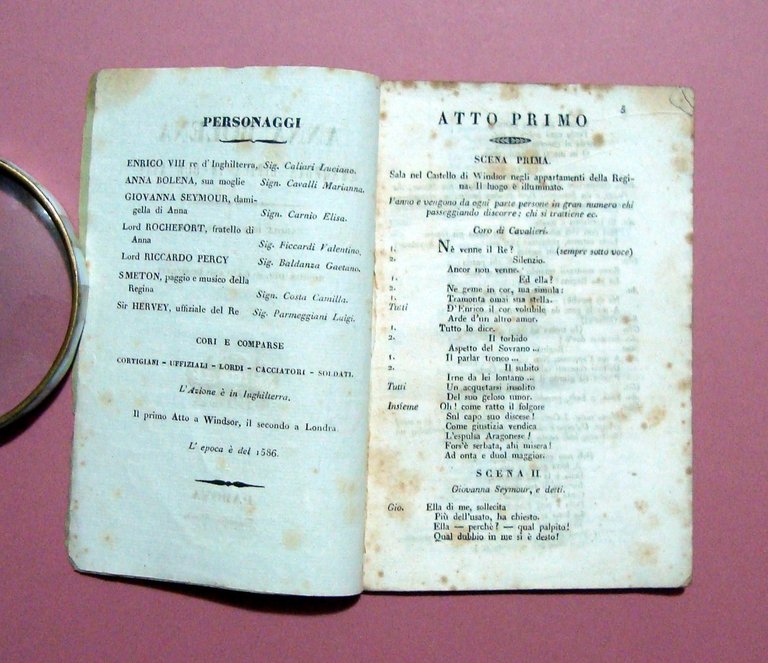 PERSONAGGI
ENRICO VIII re d'Inghilterra, Sig. Caliari Luciano.
ANNA BOLENA, sua moglie Sign. Cavalli Marianna.
GIOVANNA SEYMOUR, dami-
gella di Anna Sign. Carnio Elisa.
Lord ROCHEFORT, fratello di
Anna Sig. Ficcardi Valentino.
Lord RICCARDO PERCY Sig. Baldanza Gaetano.
SMETON, paggio e musico della
Regina Sign. Costa Camilla.
Sir HERVEY, uffiziale del Re Sig. Parmeggiani Luigi.
CORI E COMPARSE
CORTIGIANI - UFFIZIALI - LORDI - CACCIATORI - SOLDATI.
L'Azione è in Inghilterra.
Il primo Atto a Windsor, il secondo a Londra.
L'epoca è del 1586.
5
ATTO PRIMO
SCENA PRIMA.
Sala nel Castello di Windsor negli appartamenti della Regi-
na. Il luogo è illuminato.
Vanno e vengono da ogni parte persone in gran numero chi
passeggiando discorre: chi si trattiene ec.
Coro di Cavalieri.
1. Nè venne il Re? (sempre sotto voce)
2. Silenzio.
Ancor non venne.
1. Ed ella?
2. Ne geme in cor, ma simula:
1. Tramonta omai sua stella.
Tutti D'Enrico il cor volubile
Arde d'un altro amor.
1. Tutto lo dice.
2. Il torbido
Aspetto del Sovrano ...
1. Il parlar tronco ...
2. Il subito
Irne da lei lontano ...
Tutti Un acquetarsi insolito
Del suo geloso umor.
Insieme Oh! come ratto il folgore
Sul capo suo discese!
Come giustizia vendica
L'espulsa Aragonese!
Fors'è serbata, ahi misera!
Ad onta e duol maggior.
SCENA II.
Giovanna Seymour, e detti.
Gio. Ella di me, sollecita
Più dell'usato, ha chiesto.
Ella — perchè? — qual palpito!
Qual dubbio in me si è desto!